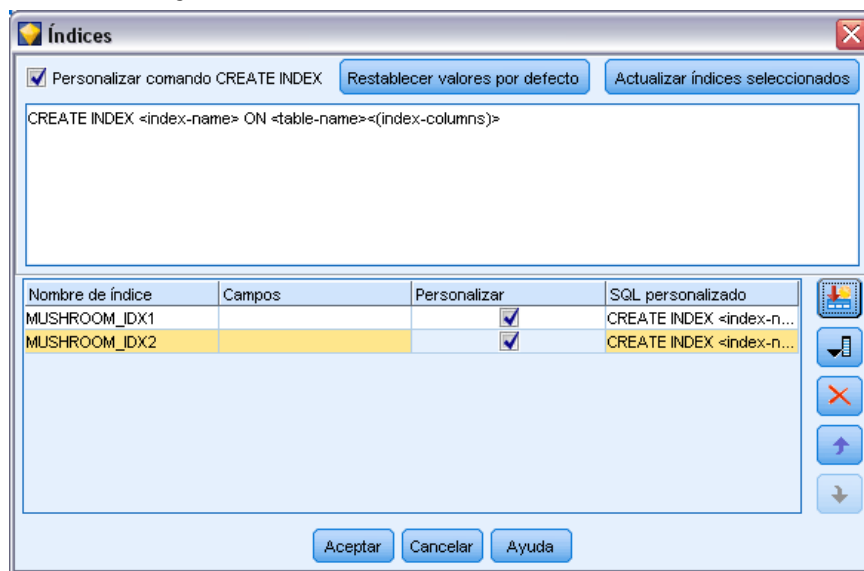 Índices
Personalizar comando CREATE INDEX Restablecer valores por defecto Actualizar índices seleccionados
CREATE INDEX <index-name> ON <table-name><(index-columns)>
Nombre de índice Campos Personalizar SQL personalizado
MUSHROOM_IDX1 CREATE INDEX <index-n...
MUSHROOM_IDX2 CREATE INDEX <index-n...
Aceptar Cancelar Ayuda